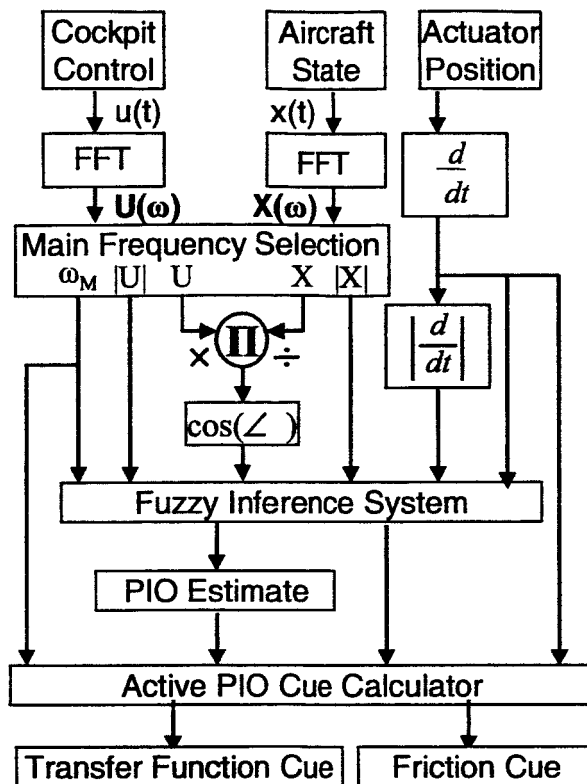 Cockpit Control
Aircraft State
Actuator Position
u(t)
x(t)
FFT
FFT
d/dt
U(ω)
X(ω)
Main Frequency Selection
ω_M |U| U X |X|
× Π ÷
|d/dt|
cos(∠ )
Fuzzy Inference System
PIO Estimate
Active PIO Cue Calculator
Transfer Function Cue
Friction Cue